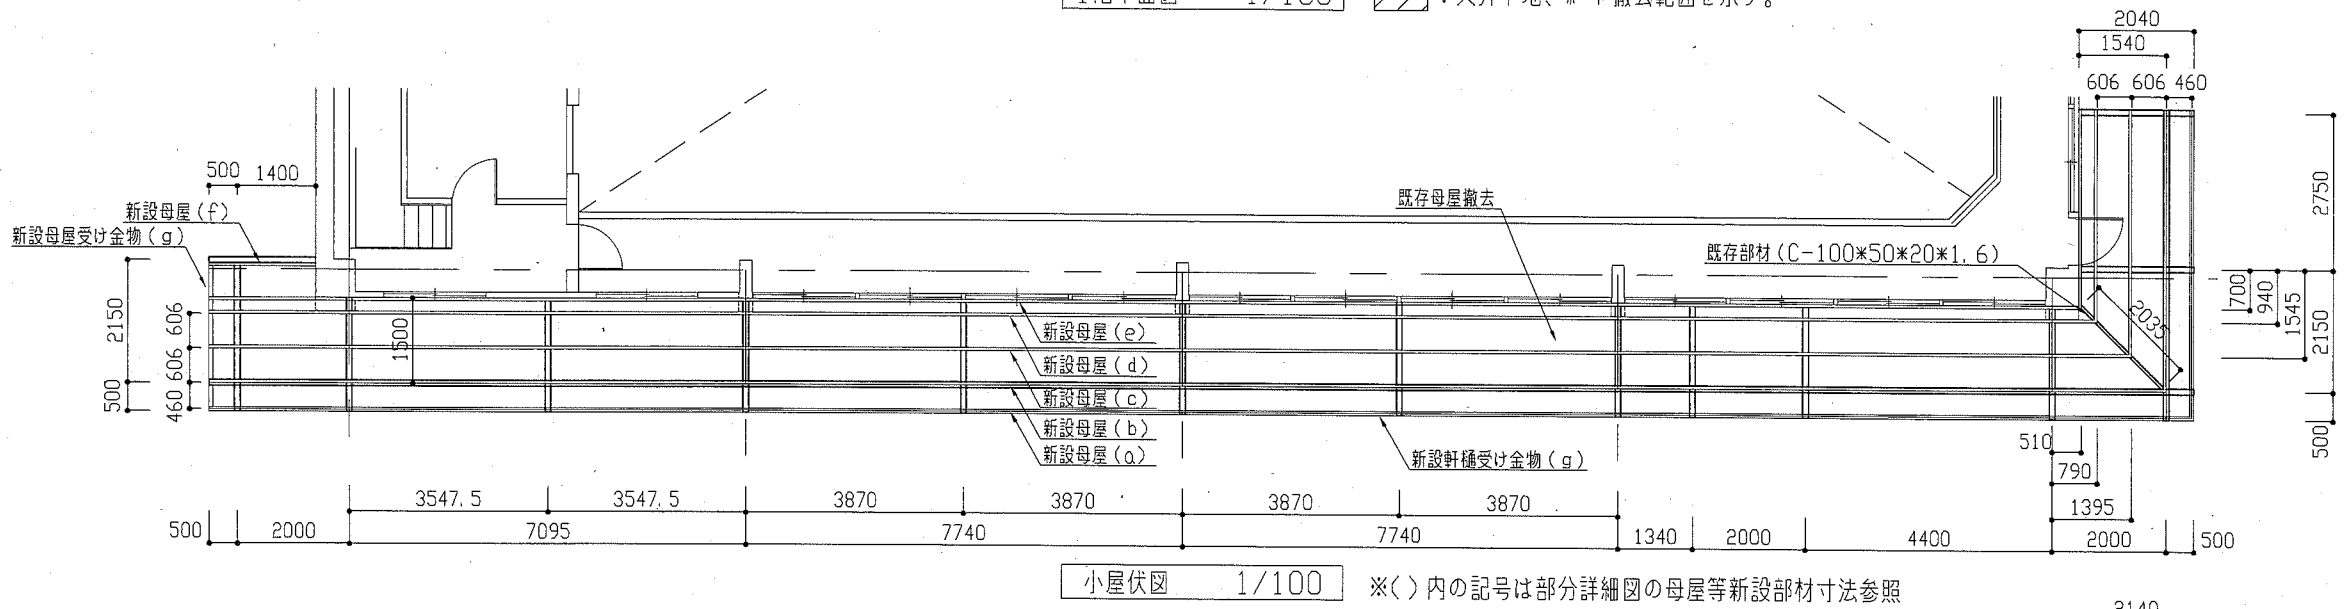 1/100
2040
1540
606 606 460
500 1400
新設母屋(f)
新設母屋受け金物(g)
既存母屋撤去
既存部材(C-100*50*20*1.6)
2750
2150
606
606
460
500
1500
新設母屋(e)
新設母屋(d)
新設母屋(c)
新設母屋(b)
新設母屋(a)
新設軒樋受け金物(g)
2035
700
940
1545
2150
500
510
790
1395
3547.5 3547.5 3870 3870 3870 3870
500 2000 7095 7740 7740 1340 2000 4400 2000 500
小屋伏図 1/100 ※( )内の記号は部分詳細図の母屋等新設部材寸法参照